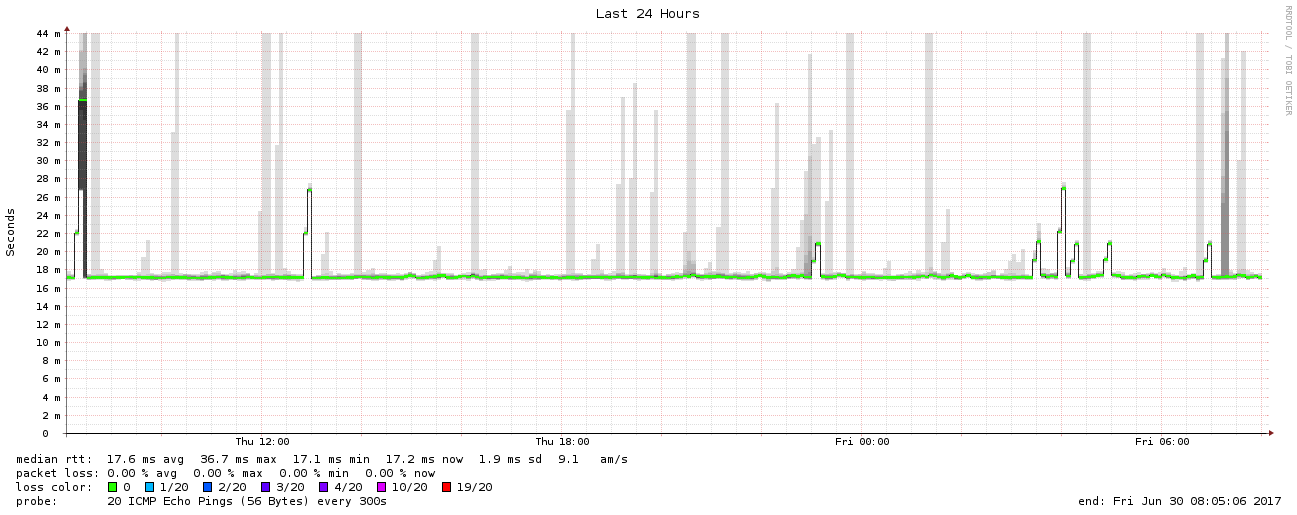 Last 24 Hours
RRDTOOL / TOBI OETIKER
Seconds
44 m
42 m
40 m
38 m
36 m
34 m
32 m
30 m
28 m
26 m
24 m
22 m
20 m
18 m
16 m
14 m
12 m
10 m
8 m
6 m
4 m
2 m
0
Thu 12:00 Thu 18:00 Fri 00:00 Fri 06:00
median rtt: 17.6 ms avg 36.7 ms max 17.1 ms min 17.2 ms now 1.9 ms sd 9.1 am/s
packet loss: 0.00 % avg 0.00 % max 0.00 % min 0.00 % now
loss color: 0 1/20 2/20 3/20 4/20 10/20 19/20
probe: 20 ICMP Echo Pings (56 Bytes) every 300s end: Fri Jun 30 08:05:06 2017